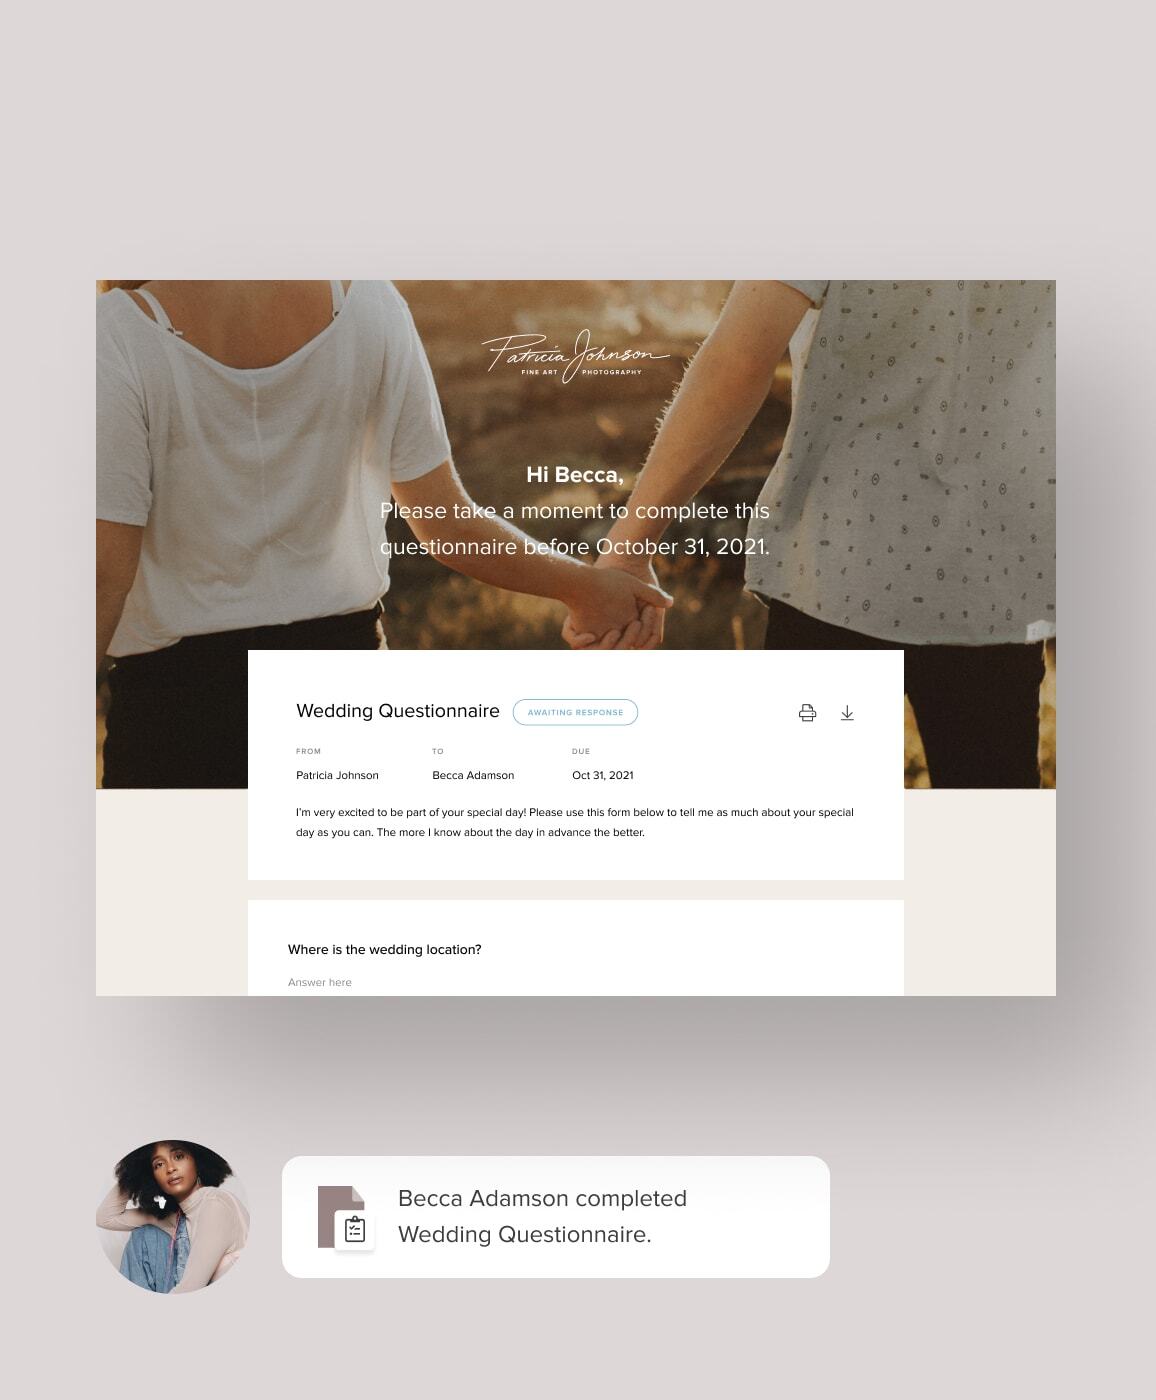 Patricia Johnson
FINE ART PHOTOGRAPHY
Hi Becca,
Please take a moment to complete this
questionnaire before October 31, 2021.
Wedding Questionnaire AWAITING RESPONSE
FROM TO DUE
Patricia Johnson Becca Adamson Oct 31, 2021
I’m very excited to be part of your special day! Please use this form below to tell me as much about your special
day as you can. The more I know about the day in advance the better.
Where is the wedding location?
Answer here
Becca Adamson completed
Wedding Questionnaire.